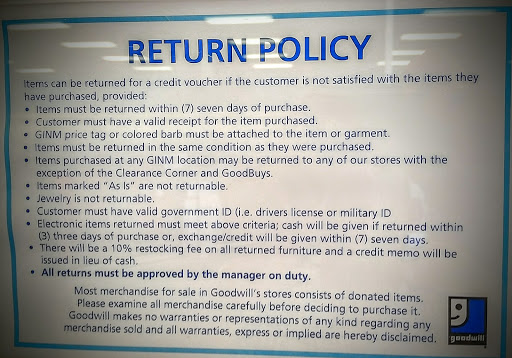 RETURN POLICY
Items can be returned for a credit voucher if the customer is not satisfied with the items they
have purchased, provided:
• Items must be returned within (7) seven days of purchase.
• Customer must have a valid receipt for the item purchased.
• GINM price tag or colored barb must be attached to the item or garment.
• Items must be returned in the same condition as they were purchased.
• Items purchased at any GINM location may be returned to any of our stores with the
exception of the Clearance Corner and GoodBuys.
• Items marked “As Is” are not returnable.
• Jewelry is not returnable.
• Customer must have valid government ID (i.e. drivers license or military ID
• Electronic items returned must meet above criteria; cash will be given if returned within
(3) three days of purchase or, exchange/credit will be given within (7) seven days.
• There will be a 10% restocking fee on all returned furniture and a credit memo will be
issued in lieu of cash.
• All returns must be approved by the manager on duty.
Most merchandise for sale in Goodwill's stores consists of donated items.
Please examine all merchandise carefully before deciding to purchase it.
Goodwill makes no warranties or representations of any kind regarding any
merchandise sold and all warranties, express or implied are hereby disclaimed.
goodwill